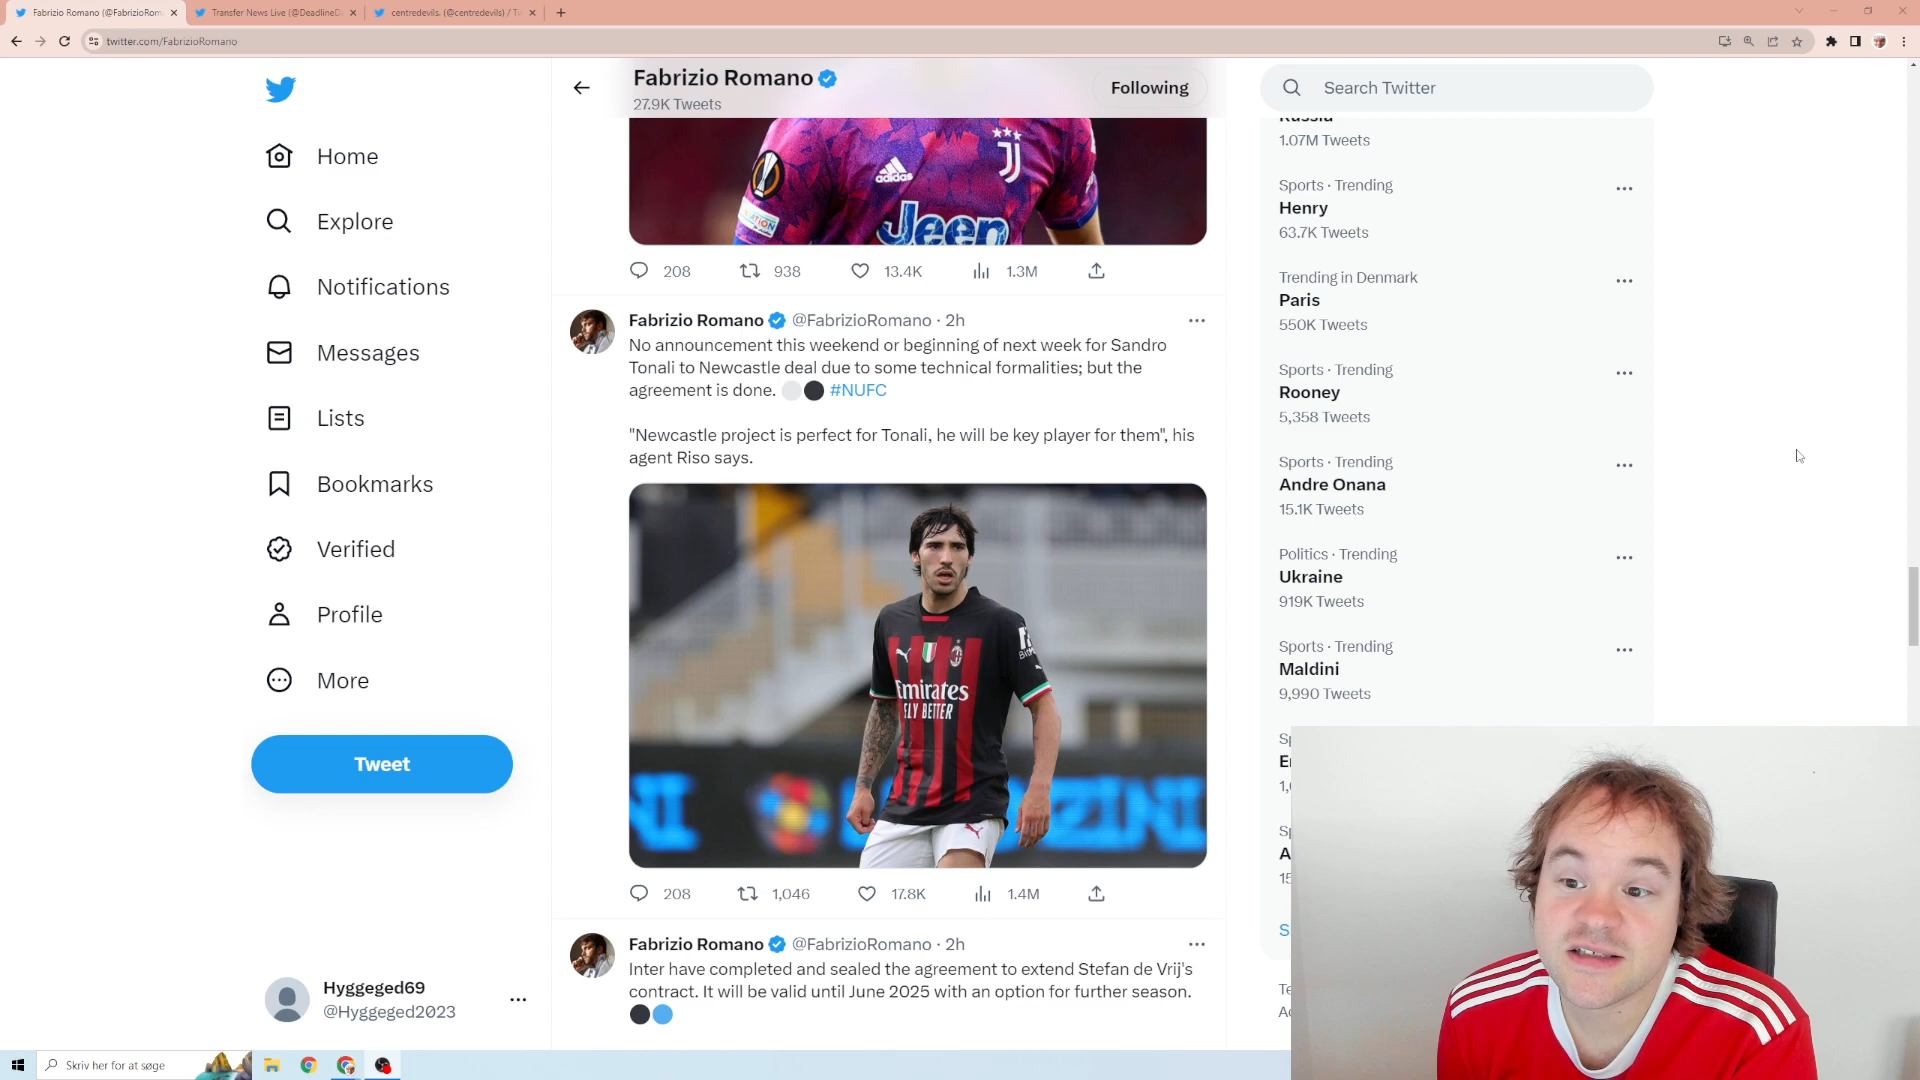 Fabrizio Romano (@FabrizioRom
Transfer News Live (@DeadlineD
centredevils. (@centredevils) / Tw
twitter.com/FabrizioRomano
Home
Explore
Notifications
Messages
Lists
Bookmarks
Verified
Profile
More
Tweet
Hyggeged69
@Hyggeged2023
Fabrizio Romano
27.9K Tweets
Following
adidas
Jeep
208 938 13.4K 1.3M
Fabrizio Romano @FabrizioRomano · 2h
No announcement this weekend or beginning of next week for Sandro
Tonali to Newcastle deal due to some technical formalities; but the
agreement is done. #NUFC
"Newcastle project is perfect for Tonali, he will be key player for them", his
agent Riso says.
Emirates
FLY BETTER
208 1,046 17.8K 1.4M
Fabrizio Romano @FabrizioRomano · 2h
Inter have completed and sealed the agreement to extend Stefan de Vrij's
contract. It will be valid until June 2025 with an option for further season.
Search Twitter
Russia
1.07M Tweets
Sports · Trending
Henry
63.7K Tweets
Trending in Denmark
Paris
550K Tweets
Sports · Trending
Rooney
5,358 Tweets
Sports · Trending
Andre Onana
15.1K Tweets
Politics · Trending
Ukraine
919K Tweets
Sports · Trending
Maldini
9,990 Tweets
Skriv her for at søge